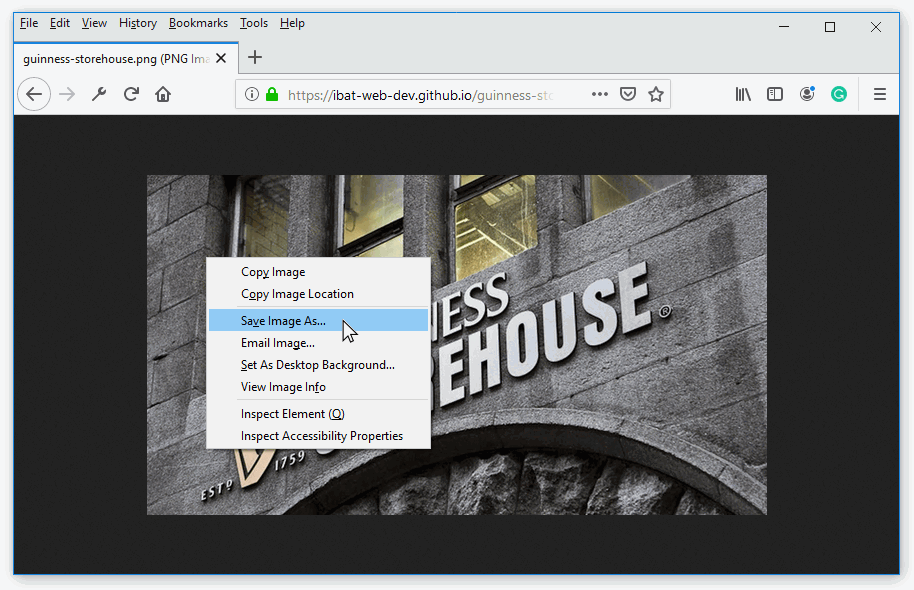 File Edit View History Bookmarks Tools Help
guinness-storehouse.png (PNG Ima
https://ibat-web-dev.github.io/guinness-sto
Copy Image
Copy Image Location
Save Image As...
Email Image...
Set As Desktop Background...
View Image Info
Inspect Element (Q)
Inspect Accessibility Properties
NESS
REHOUSE®
ESTD 1759